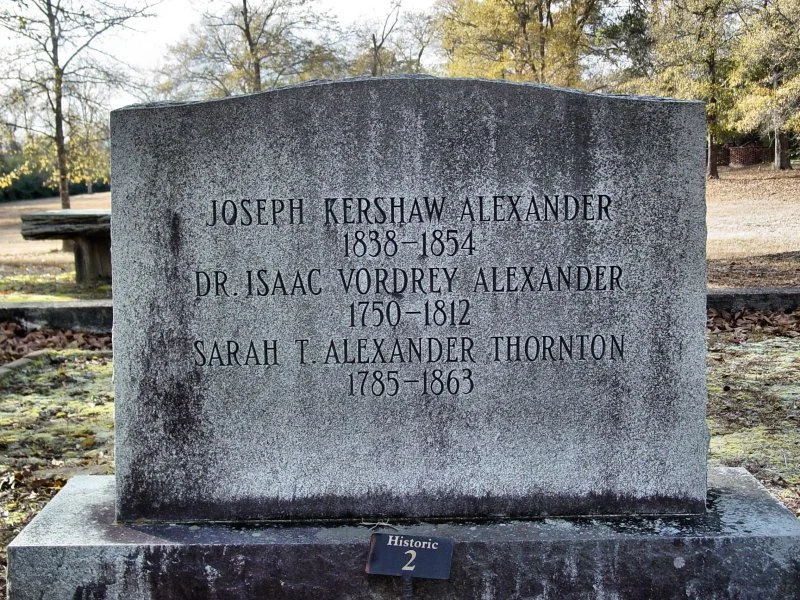 JOSEPH KERSHAW ALEXANDER
1838–1854
DR. ISAAC VORDREY ALEXANDER
1750–1812
SARAH T. ALEXANDER THORNTON
1785–1863
Historic
2